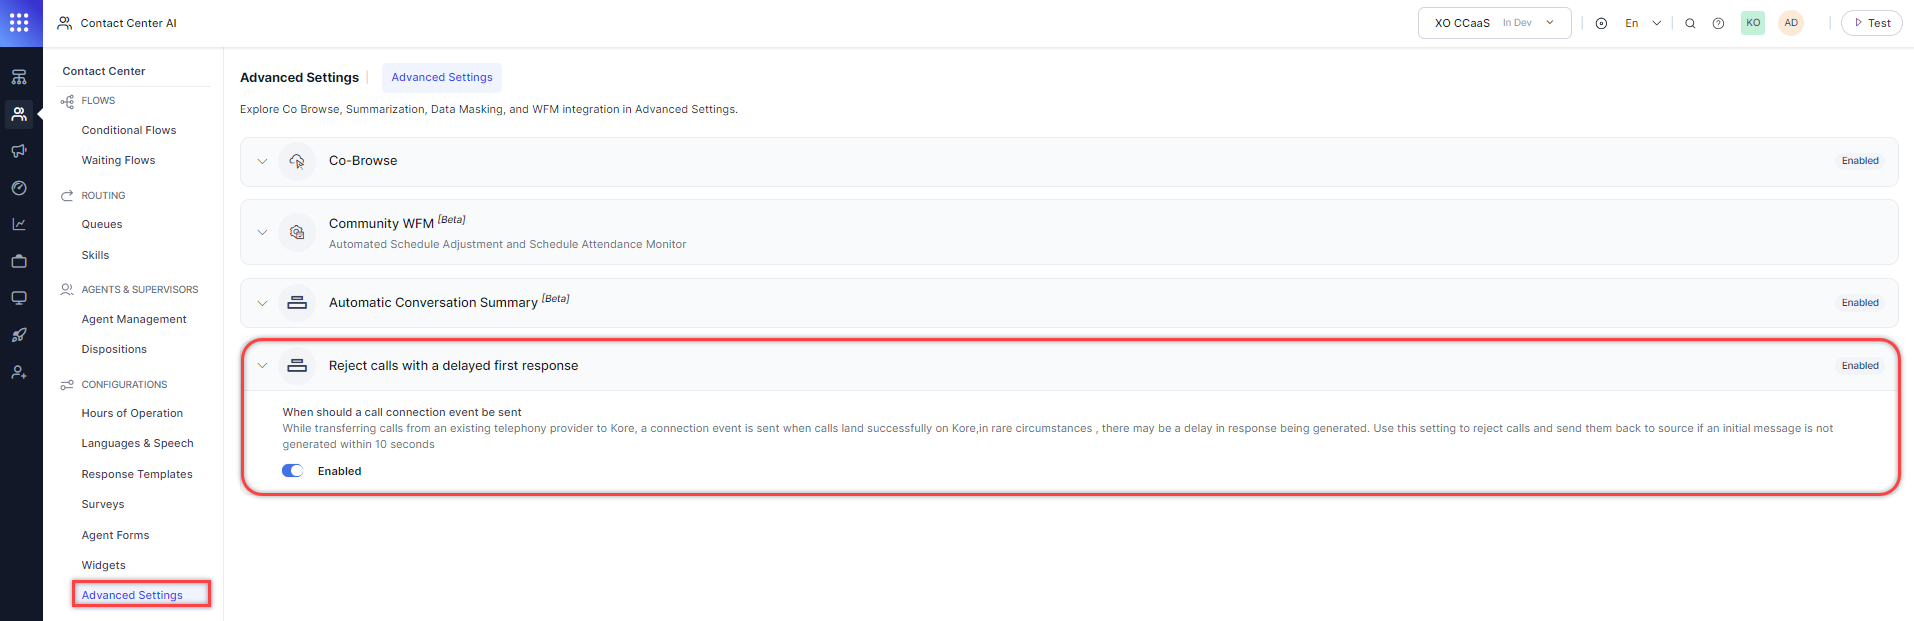 Contact Center AI
XO CCaaS In Dev
En
KO
AD
Test
Contact Center
FLOWS
Conditional Flows
Waiting Flows
ROUTING
Queues
Skills
AGENTS & SUPERVISORS
Agent Management
Dispositions
CONFIGURATIONS
Hours of Operation
Languages & Speech
Response Templates
Surveys
Agent Forms
Widgets
Advanced Settings
Advanced Settings
Advanced Settings
Explore Co Browse, Summarization, Data Masking, and WFM integration in Advanced Settings.
Co-Browse
Enabled
Community WFM [Beta]
Automated Schedule Adjustment and Schedule Attendance Monitor
Automatic Conversation Summary [Beta]
Enabled
Reject calls with a delayed first response
Enabled
When should a call connection event be sent
While transferring calls from an existing telephony provider to Kore, a connection event is sent when calls land successfully on Kore,in rare circumstances , there may be a delay in response being generated. Use this setting to reject calls and send them back to source if an initial message is not
generated within 10 seconds
Enabled